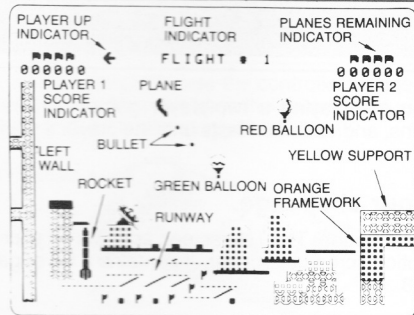 PLAYER UP
INDICATOR
FLIGHT
INDICATOR
PLANES REMAINING
INDICATOR
FLIGHT # 1
000000
000000
PLAYER 1
SCORE
INDICATOR
PLANE
PLAYER 2
SCORE
INDICATOR
BULLET
RED BALLOON
LEFT
WALL
YELLOW SUPPORT
ROCKET
GREEN BALLOON
ORANGE
FRAMEWORK
RUNWAY